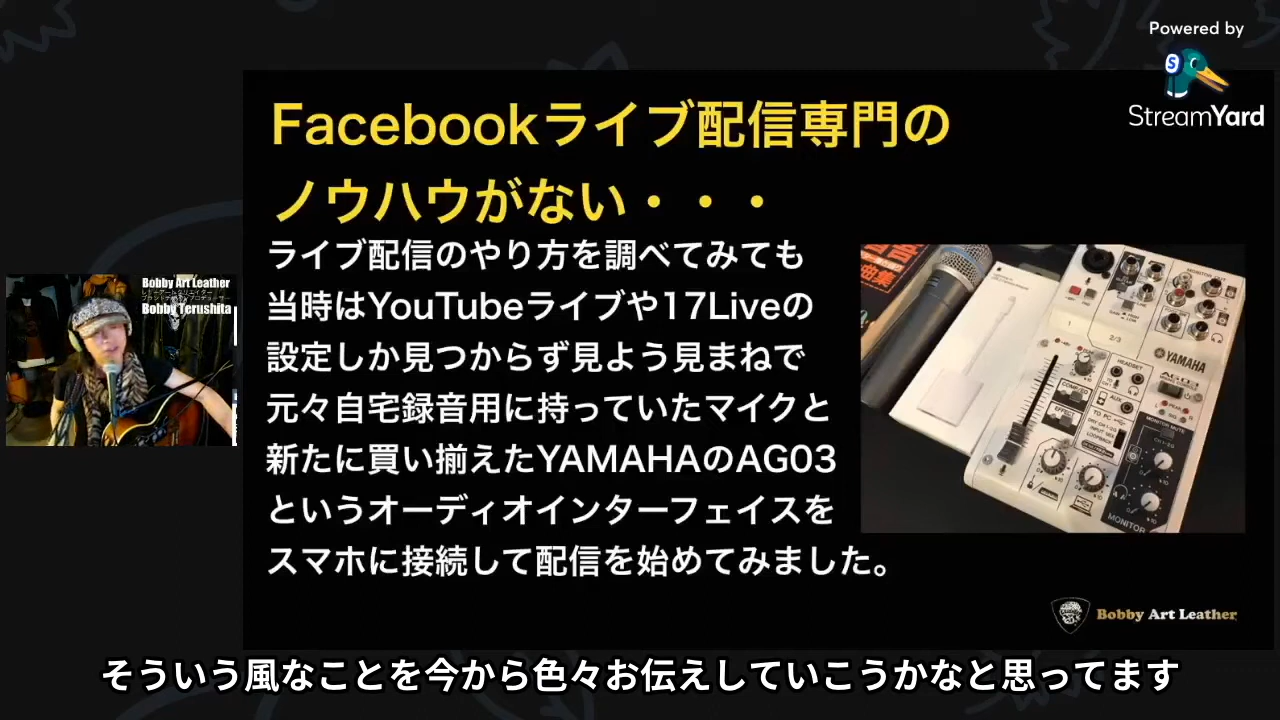 Powered by
StreamYard
Facebookライブ配信専門の
ノウハウがない・・・
ライブ配信のやり方を調べてみても
当時はYouTubeライブや17Liveの
設定しか見つからず見よう見まねで
元々自宅録音用に持っていたマイクと
新たに買い揃えたYAMAHAのAG03
というオーディオインターフェイスを
スマホに接続して配信を始めてみました。
Bobby Art Leather
Bobby Terushita
曲集
YAMAHA
AG03
HEADSET
MONITOR MUTE
MONITOR
Bobby Art Leather
そういう風なことを今から色々お伝えしていこうかなと思ってます